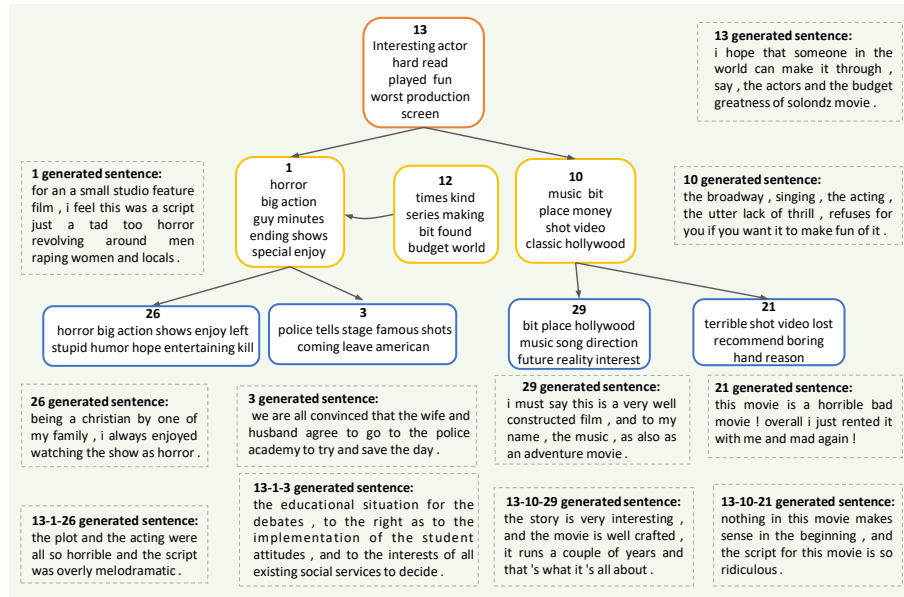 13
Interesting actor
hard read
played fun
worst production
screen
13 generated sentence:
i hope that someone in the
world can make it through ,
say , the actors and the budget
greatness of solondz movie .
1 generated sentence:
for an a small studio feature
film , i feel this was a script
just a tad too horror
revolving around men
raping women and locals .
1
horror
big action
guy minutes
ending shows
special enjoy
12
times kind
series making
bit found
budget world
10
music bit
place money
shot video
classic hollywood
10 generated sentence:
the broadway , singing , the acting ,
the utter lack of thrill , refuses for
you if you want it to make fun of it .
26
horror big action shows enjoy left
stupid humor hope entertaining kill
3
police tells stage famous shots
coming leave american
29
bit place hollywood
music song direction
future reality interest
21
terrible shot video lost
recommend boring
hand reason
26 generated sentence:
being a christian by one of
my family , i always enjoyed
watching the show as horror .
3 generated sentence:
we are all convinced that the wife and
husband agree to go to the police
academy to try and save the day .
29 generated sentence:
i must say this is a very well
constructed film , and to my
name , the music , as also as
an adventure movie .
21 generated sentence:
this movie is a horrible bad
movie ! overall i just rented it
with me and mad again !
13-1-26 generated sentence:
the plot and the acting were
all so horrible and the script
was overly melodramatic .
13-1-3 generated sentence:
the educational situation for the
debates , to the right as to the
implementation of the student
attitudes , and to the interests of all
existing social services to decide .
13-10-29 generated sentence:
the story is very interesting ,
and the movie is well crafted ,
it runs a couple of years and
that 's what it's all about .
13-10-21 generated sentence:
nothing in this movie makes
sense in the beginning , and
the script for this movie is so
ridiculous .